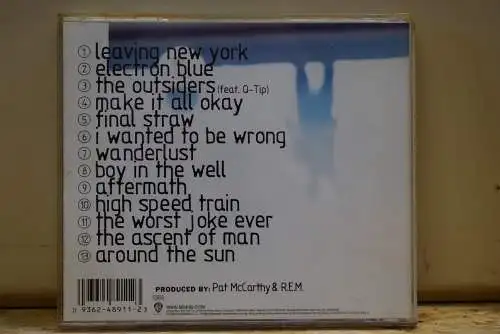 1 leaving new york
2 electron blue
3 the outsiders (feat. Q-Tip)
4 make it all okay
5 final straw
6 i wanted to be wrong
7 wanderlust
8 boy in the well
9 aftermath
10 high speed train
11 the worst joke ever
12 the ascent of man
13 around the sun
PRODUCED BY: Pat McCarthy & R.E.M.
9362-48911-2